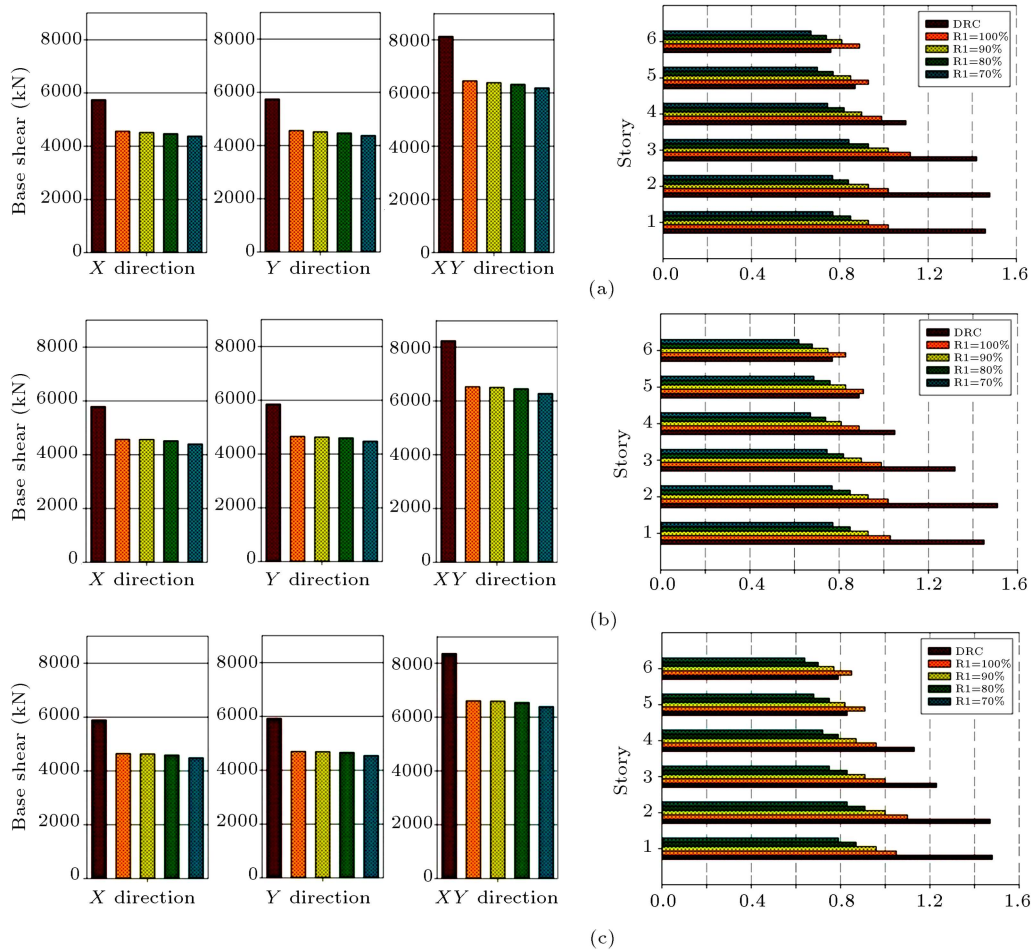 Base shear (kN)
8000
6000
4000
2000
0
X direction
8000
6000
4000
2000
0
Y direction
8000
6000
4000
2000
0
XY direction
Story
6
5
4
3
2
1
DRC
R1=100%
R1=90%
R1=80%
R1=70%
0.0 0.4 0.8 1.2 1.6
(a)
Base shear (kN)
8000
6000
4000
2000
0
X direction
8000
6000
4000
2000
0
Y direction
8000
6000
4000
2000
0
XY direction
Story
6
5
4
3
2
1
DRC
R1=100%
R1=90%
R1=80%
R1=70%
0.0 0.4 0.8 1.2 1.6
(b)
Base shear (kN)
8000
6000
4000
2000
0
X direction
8000
6000
4000
2000
0
Y direction
8000
6000
4000
2000
0
XY direction
Story
6
5
4
3
2
1
DRC
R1=100%
R1=90%
R1=80%
R1=70%
0.0 0.4 0.8 1.2 1.6
(c)